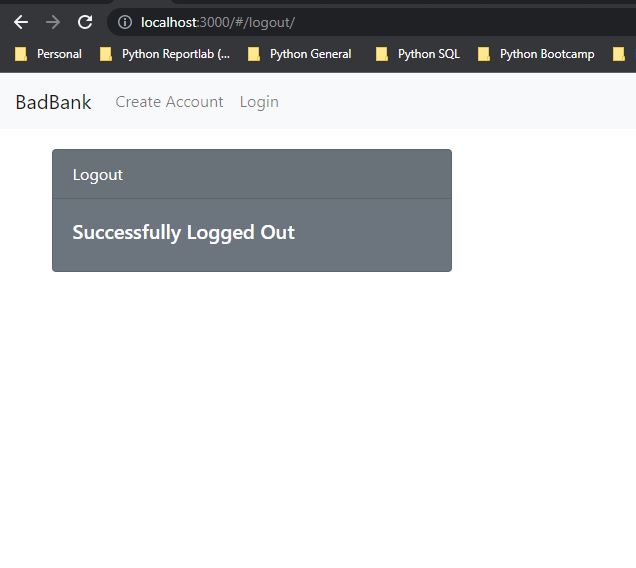 localhost:3000/#/logout/
Personal Python Reportlab (... Python General Python SQL Python Bootcamp
BadBank Create Account Login
Logout
Successfully Logged Out